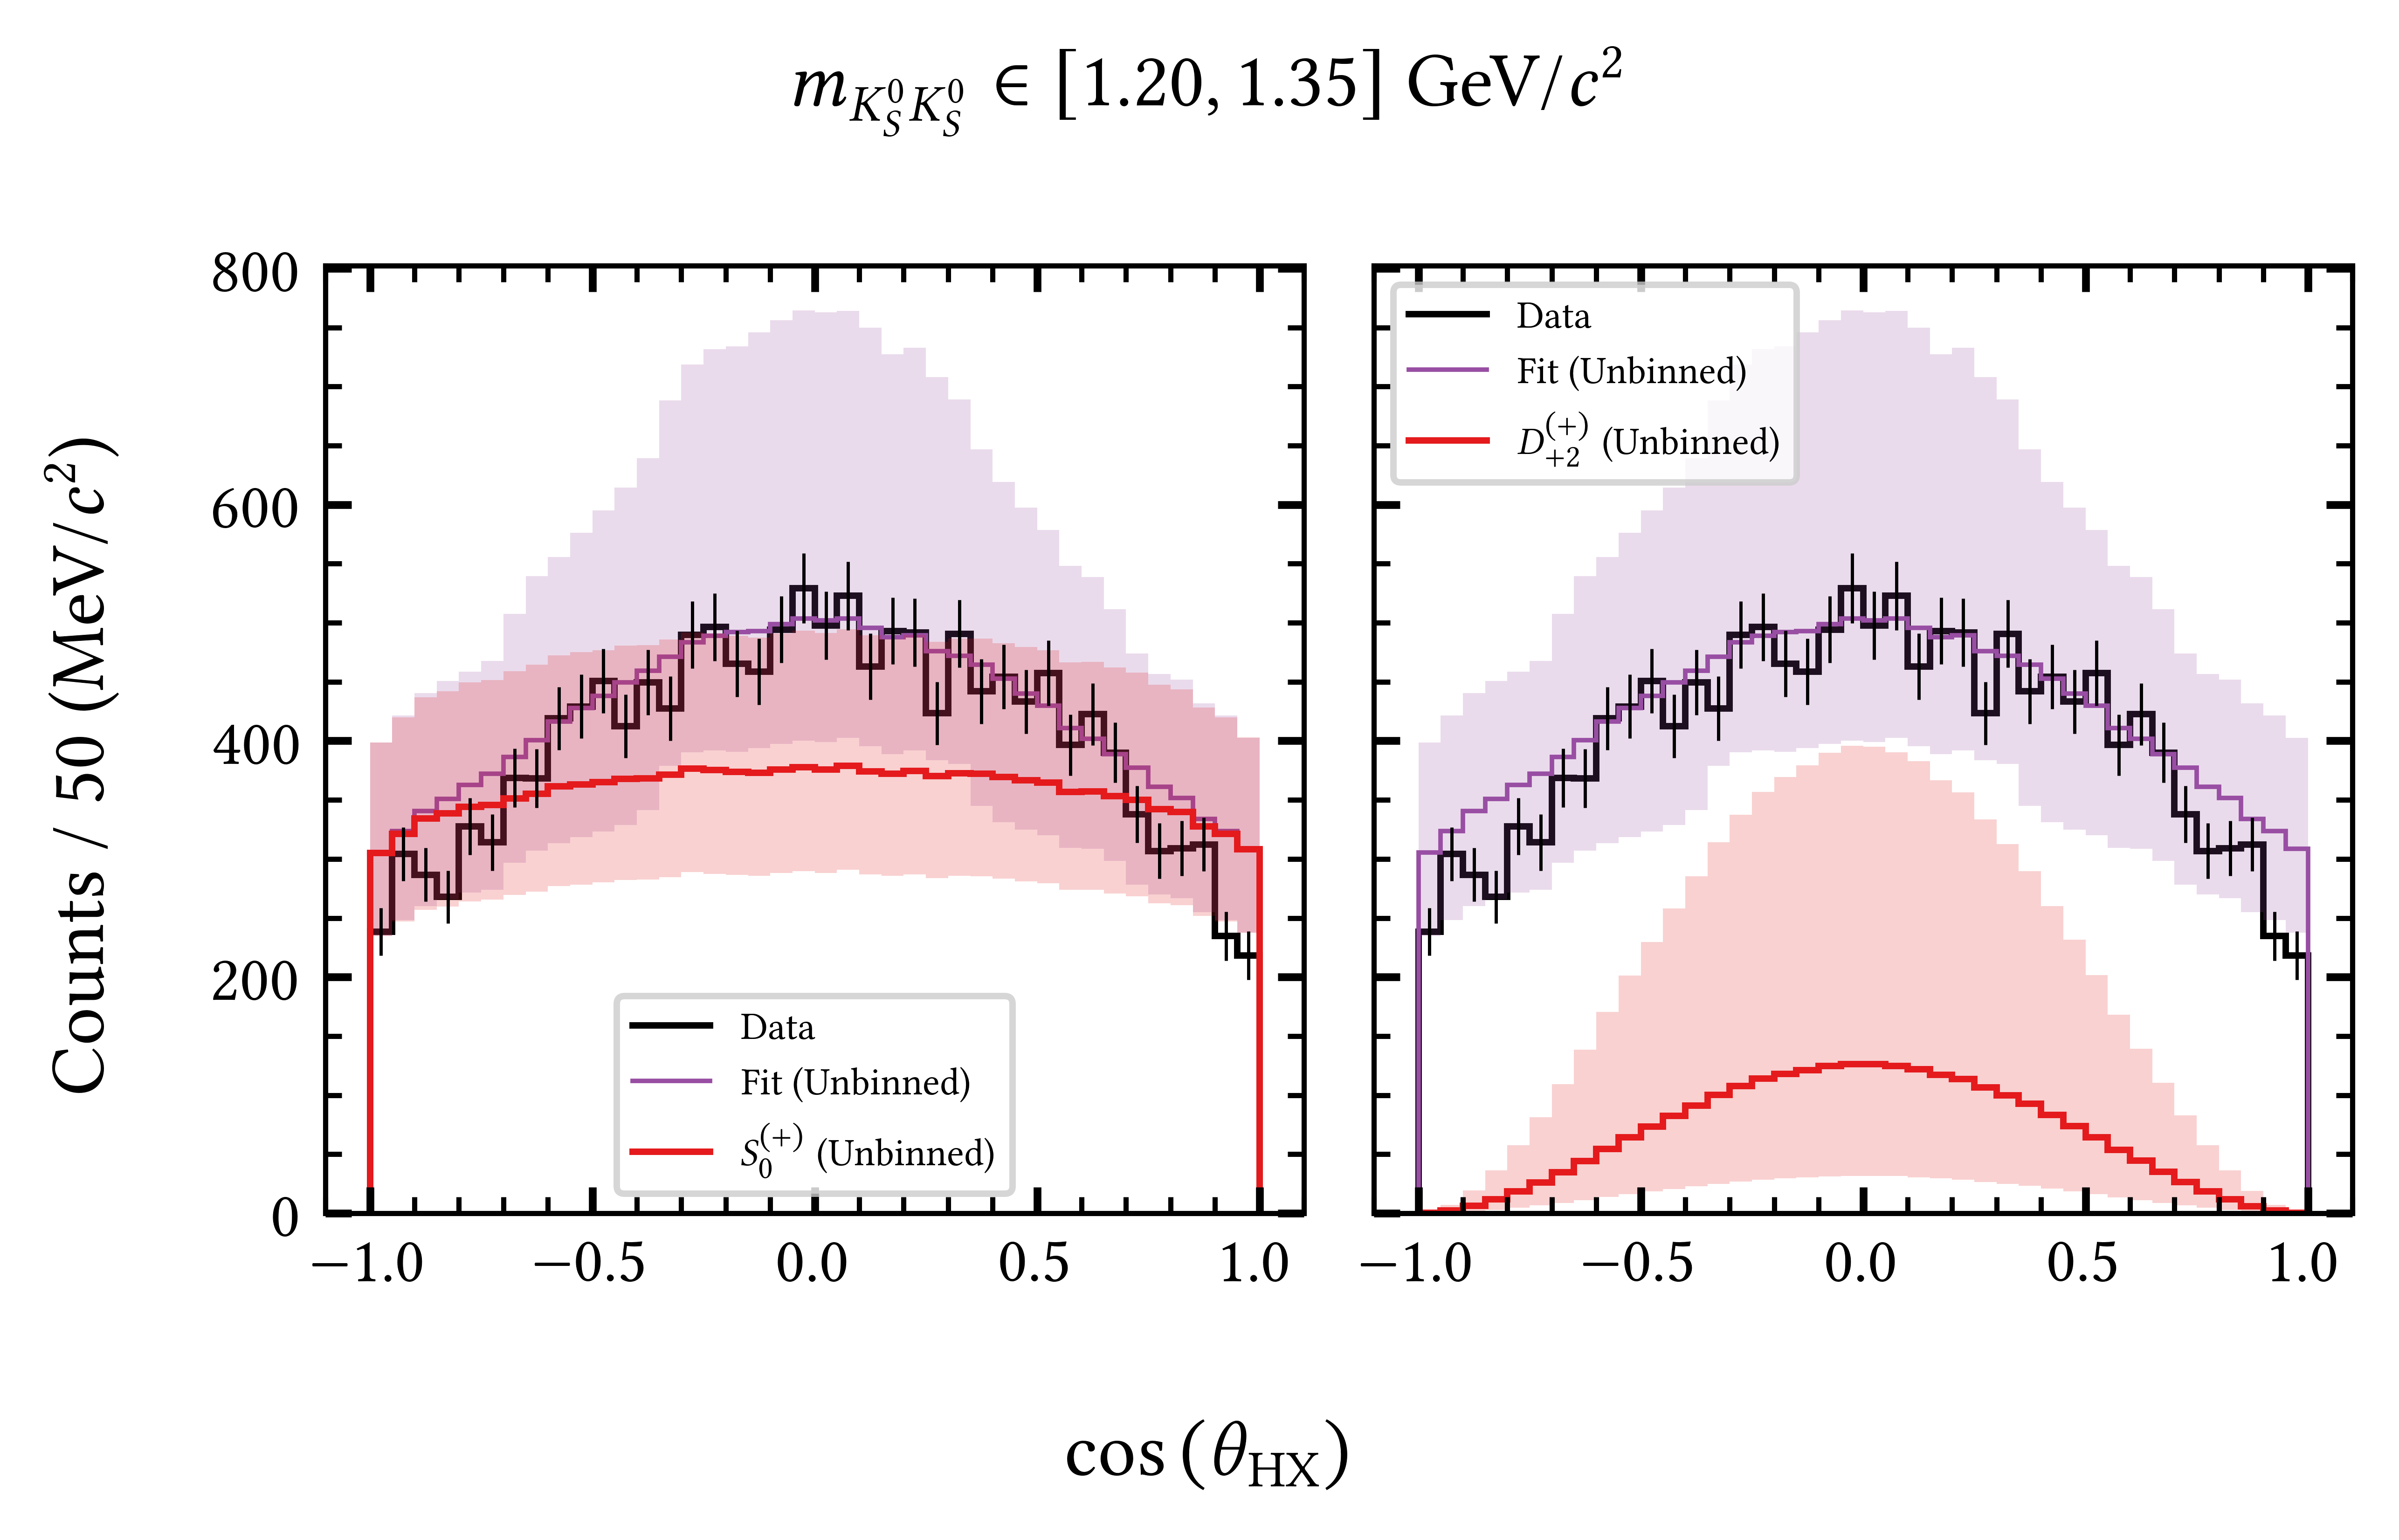 m_{K_S^0 K_S^0} ∈ [1.20, 1.35] GeV/c²
Counts / 50 (MeV/c²)
800
600
400
200
0
Data
Fit (Unbinned)
S_0^{(+)} (Unbinned)
−1.0 −0.5 0.0 0.5 1.0
Data
Fit (Unbinned)
D_{+2}^{(+)} (Unbinned)
−1.0 −0.5 0.0 0.5 1.0
cos (θ_{HX})